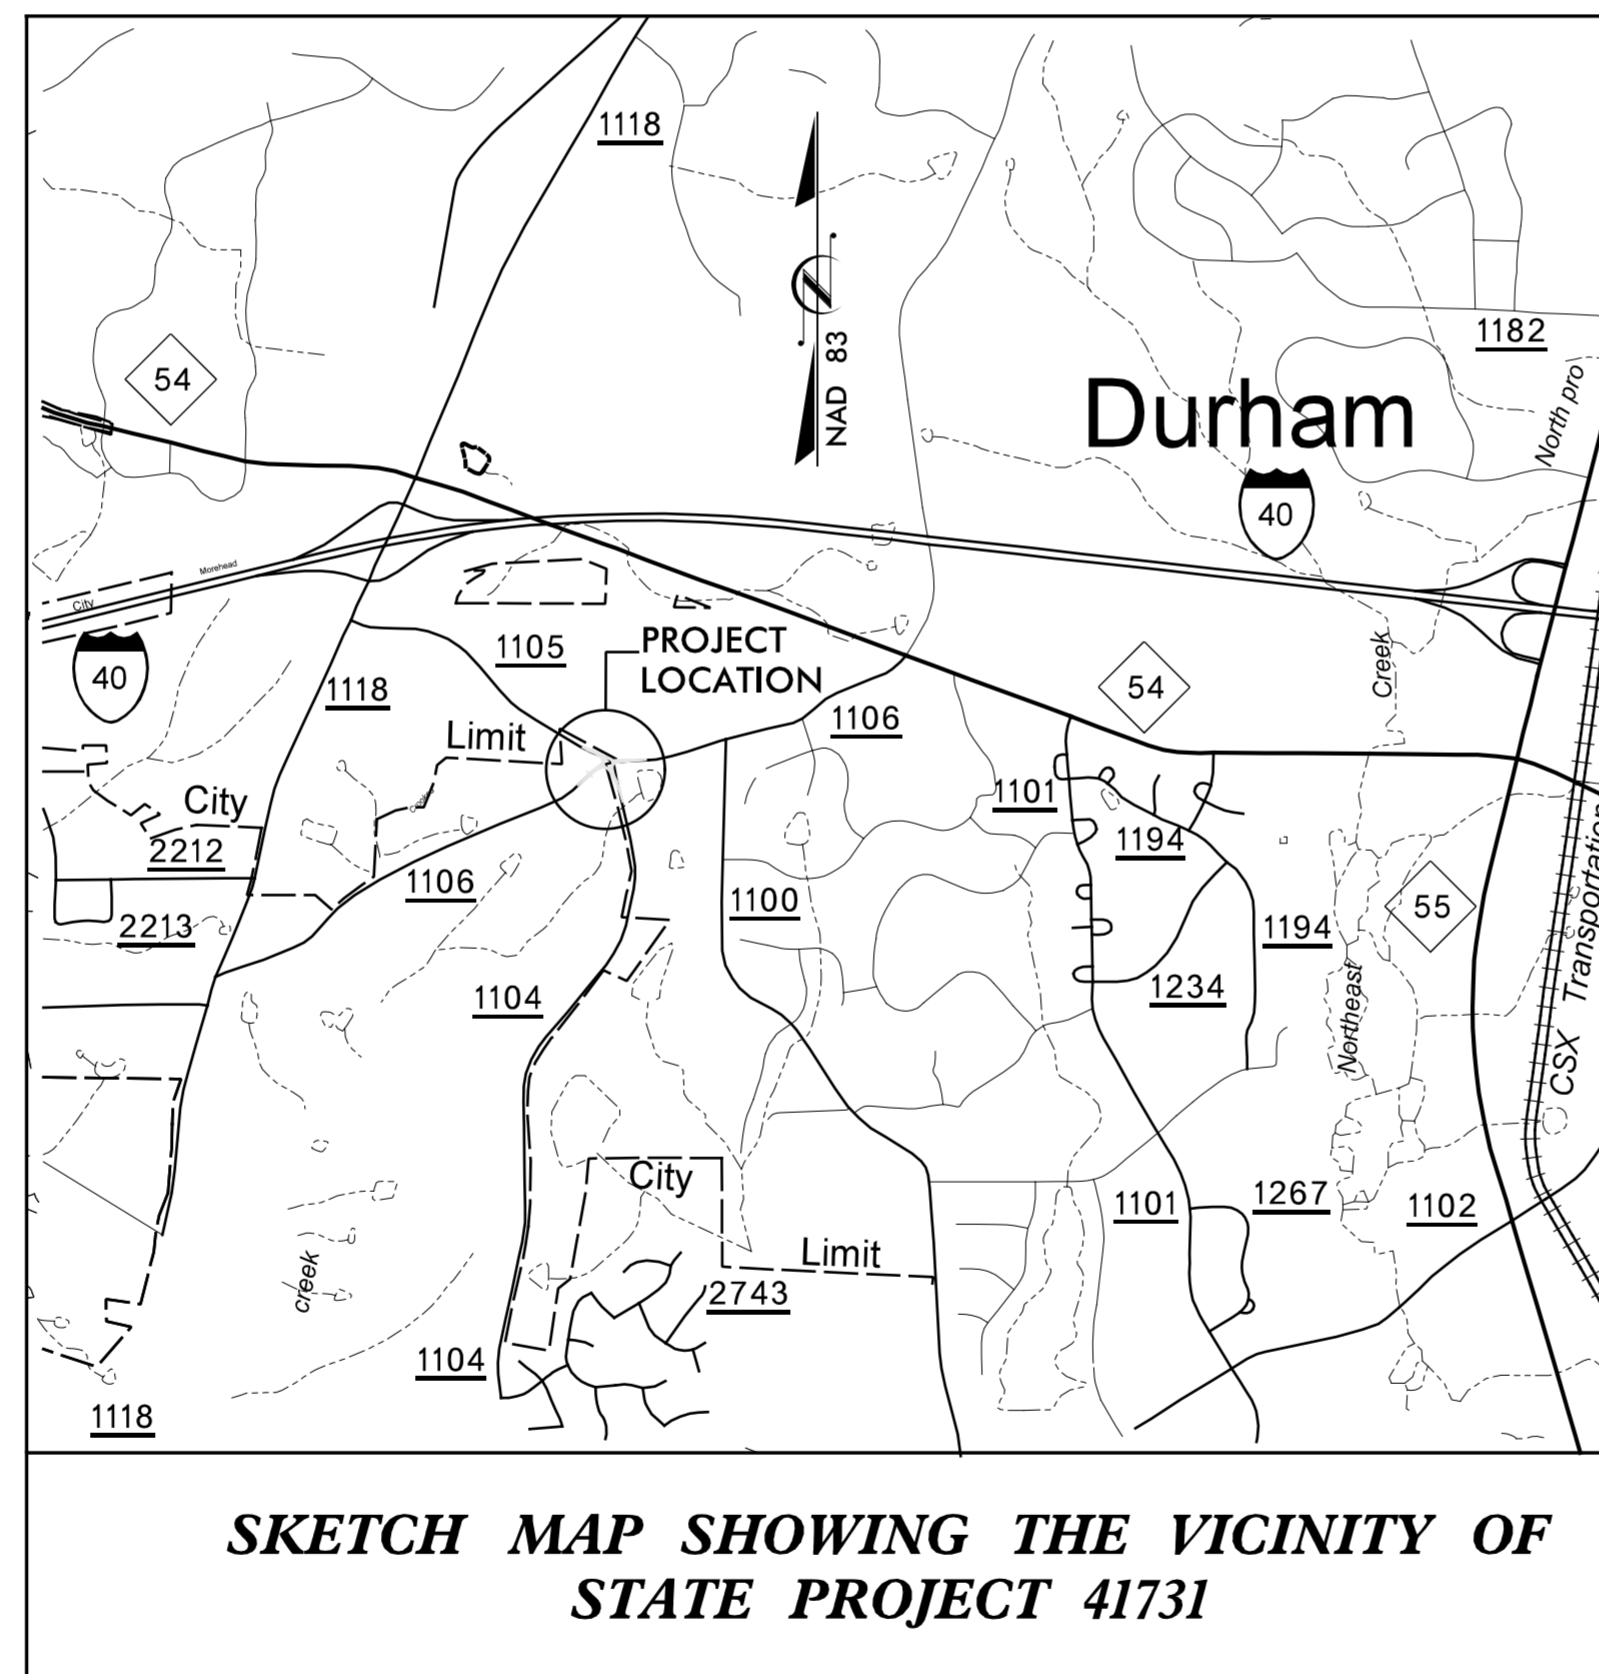 1118
1182
54
NAD 83
Durham
North pro
40
Morehead
City
40
1105
PROJECT
LOCATION
1118
Limit
1106
54
Creek
City
2212
1101
1194
1106
1100
55
2213
1194
1104
1234
Northeast
CSX Transportation
City
1101
1267
1102
Limit
creek
2743
1104
1118
SKETCH MAP SHOWING THE VICINITY OF
STATE PROJECT 41731